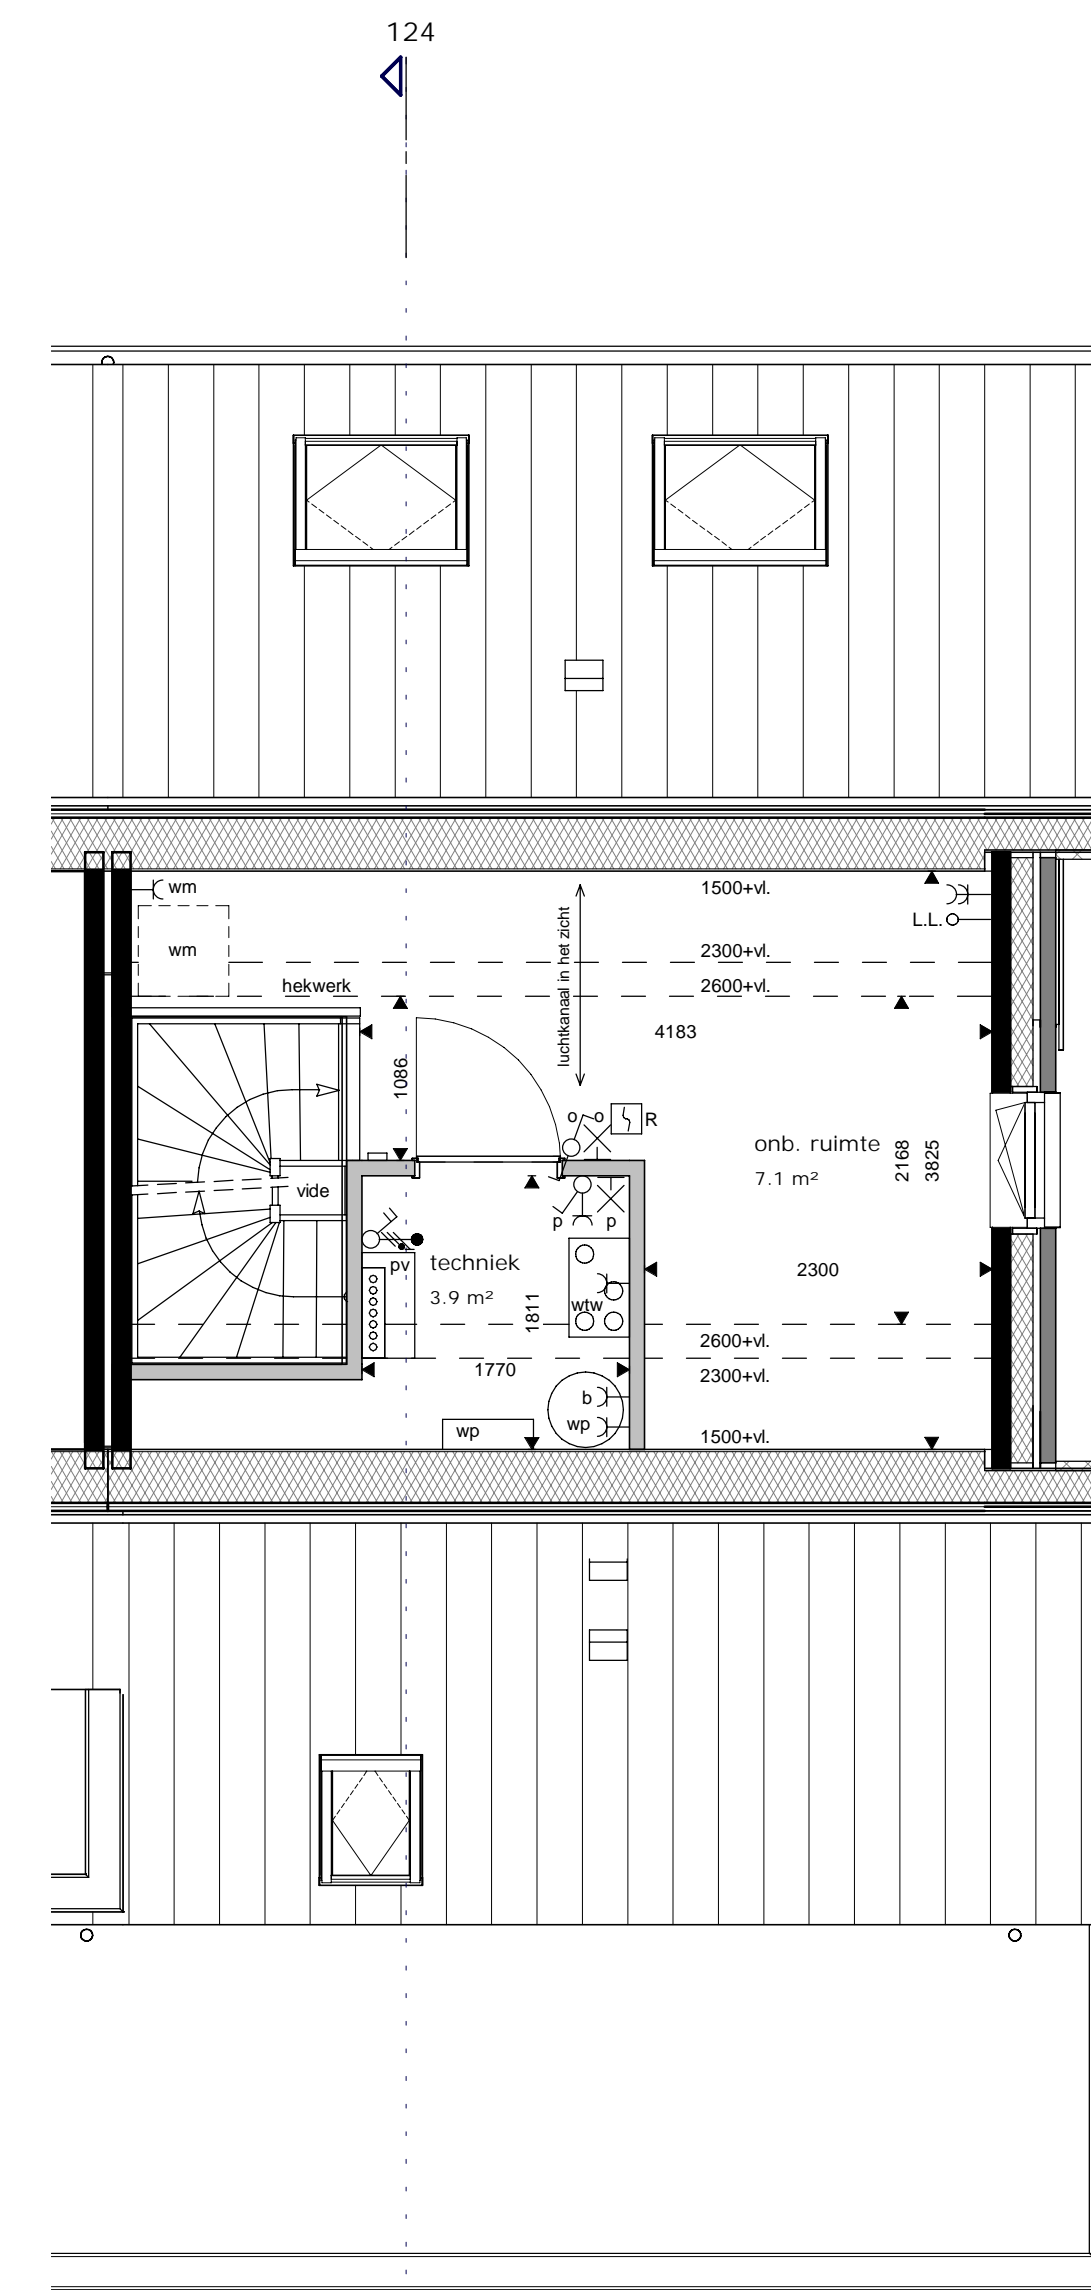 124
wm
1500+vl.
L.L.
wm
luchtkanaal in het zicht
2300+vl.
hekwerk
2600+vl.
4183
1086
o o
R
onb. ruimte
7.1 m²
2168
3825
vide
p p
pv
techniek
3.9 m²
1811
wtw
2300
2600+vl.
1770
2300+vl.
b
wp
wp
1500+vl.